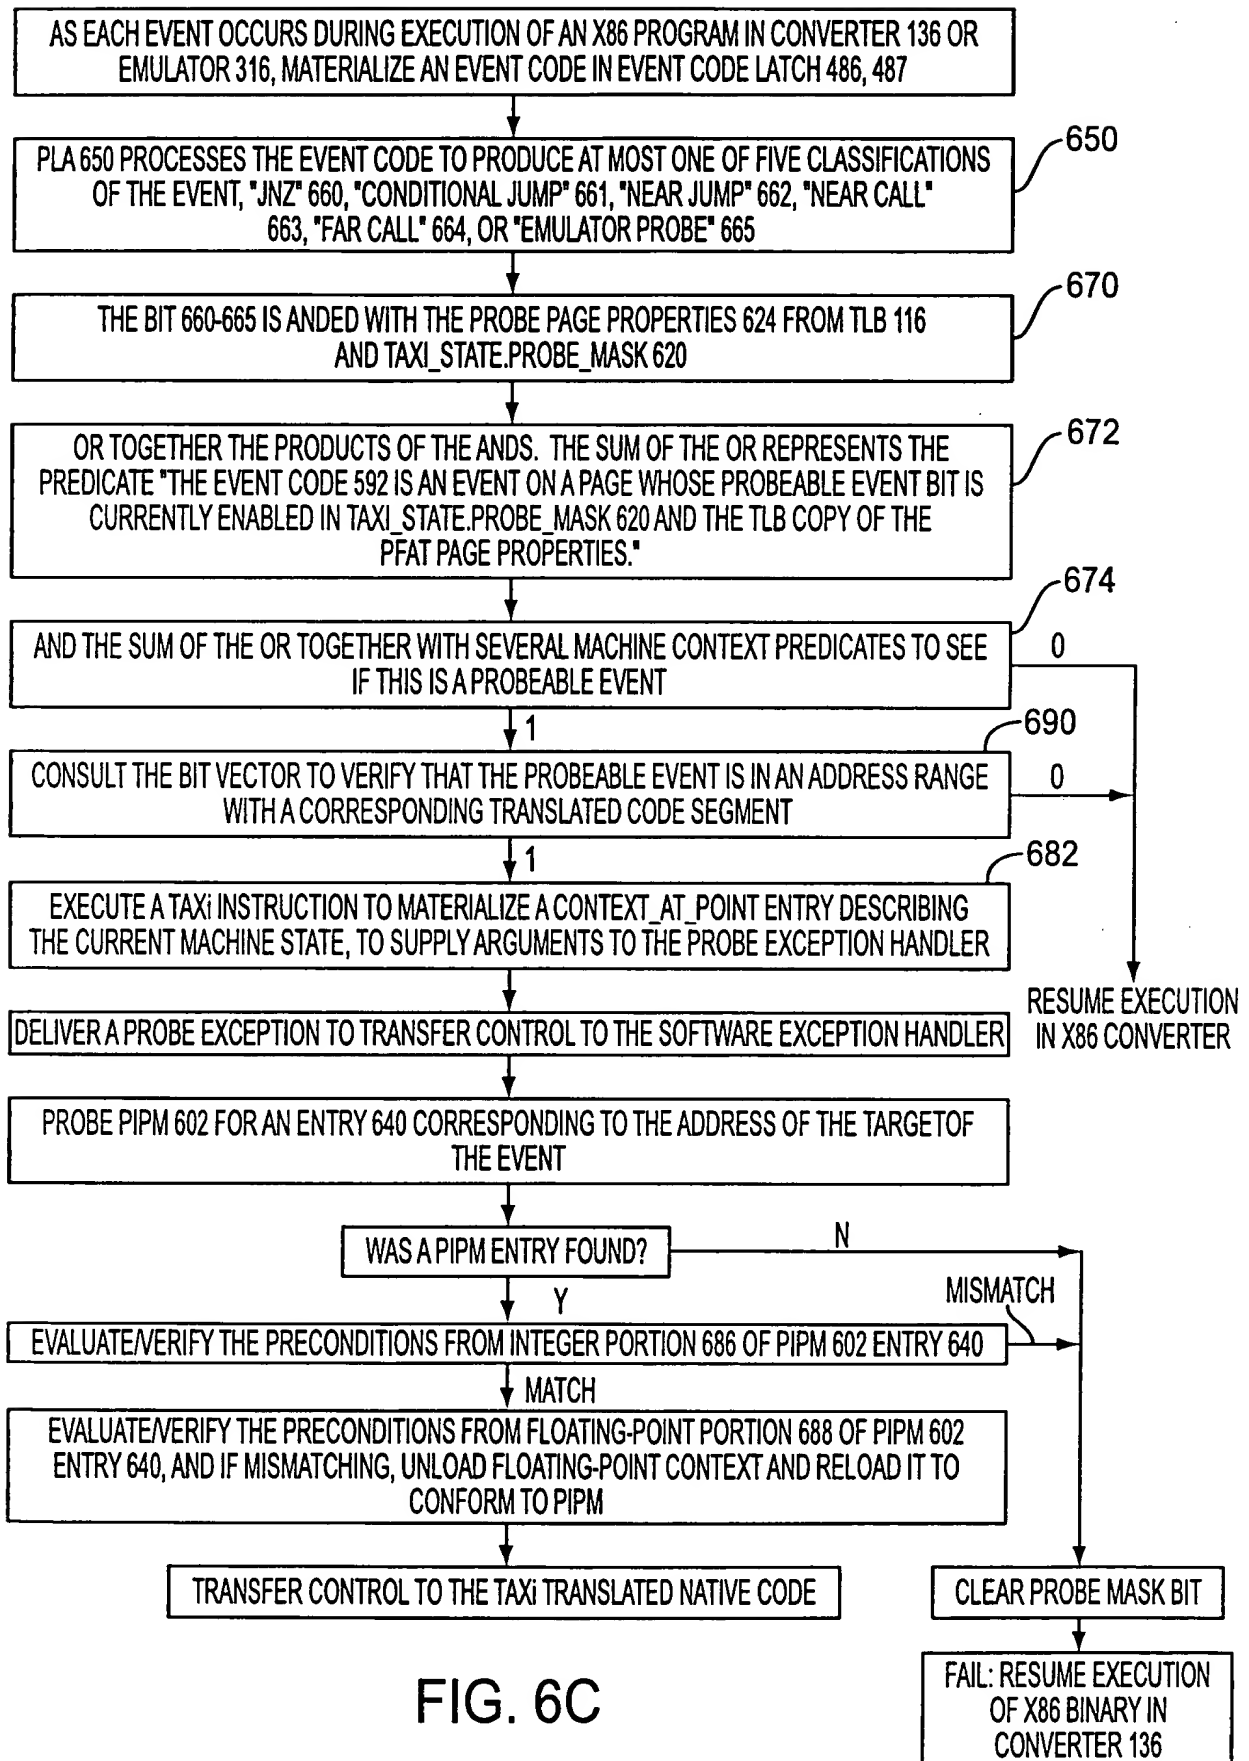 AS EACH EVENT OCCURS DURING EXECUTION OF AN X86 PROGRAM IN CONVERTER 136 OR
EMULATOR 316, MATERIALIZE AN EVENT CODE IN EVENT CODE LATCH 486, 487
650
PLA 650 PROCESSES THE EVENT CODE TO PRODUCE AT MOST ONE OF FIVE CLASSIFICATIONS
OF THE EVENT, "JNZ" 660, "CONDITIONAL JUMP" 661, "NEAR JUMP" 662, "NEAR CALL"
663, "FAR CALL" 664, OR "EMULATOR PROBE" 665
670
THE BIT 660-665 IS ANDED WITH THE PROBE PAGE PROPERTIES 624 FROM TLB 116
AND TAXI_STATE.PROBE_MASK 620
672
OR TOGETHER THE PRODUCTS OF THE ANDS. THE SUM OF THE OR REPRESENTS THE
PREDICATE "THE EVENT CODE 592 IS AN EVENT ON A PAGE WHOSE PROBEABLE EVENT BIT IS
CURRENTLY ENABLED IN TAXI_STATE.PROBE_MASK 620 AND THE TLB COPY OF THE
PFAT PAGE PROPERTIES."
674
AND THE SUM OF THE OR TOGETHER WITH SEVERAL MACHINE CONTEXT PREDICATES TO SEE
IF THIS IS A PROBEABLE EVENT
0
1
690
CONSULT THE BIT VECTOR TO VERIFY THAT THE PROBEABLE EVENT IS IN AN ADDRESS RANGE
WITH A CORRESPONDING TRANSLATED CODE SEGMENT
0
1
682
EXECUTE A TAXi INSTRUCTION TO MATERIALIZE A CONTEXT_AT_POINT ENTRY DESCRIBING
THE CURRENT MACHINE STATE, TO SUPPLY ARGUMENTS TO THE PROBE EXCEPTION HANDLER
RESUME EXECUTION
IN X86 CONVERTER
DELIVER A PROBE EXCEPTION TO TRANSFER CONTROL TO THE SOFTWARE EXCEPTION HANDLER
PROBE PIPM 602 FOR AN ENTRY 640 CORRESPONDING TO THE ADDRESS OF THE TARGETOF
THE EVENT
WAS A PIPM ENTRY FOUND?
N
Y
MISMATCH
EVALUATE/VERIFY THE PRECONDITIONS FROM INTEGER PORTION 686 OF PIPM 602 ENTRY 640
MATCH
EVALUATE/VERIFY THE PRECONDITIONS FROM FLOATING-POINT PORTION 688 OF PIPM 602
ENTRY 640, AND IF MISMATCHING, UNLOAD FLOATING-POINT CONTEXT AND RELOAD IT TO
CONFORM TO PIPM
TRANSFER CONTROL TO THE TAXi TRANSLATED NATIVE CODE
CLEAR PROBE MASK BIT
FAIL: RESUME EXECUTION
OF X86 BINARY IN
CONVERTER 136
FIG. 6C